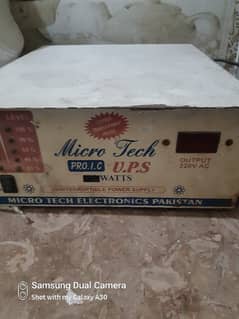 Micro Tech
PRO.I.C U.P.S
WATTS
OUTPUT
220V AC
UNINTERRUPTIBLE POWER SUPPLY
MICRO TECH ELECTRONICS PAKISTAN
Samsung Dual Camera
Shot with my Galaxy A30